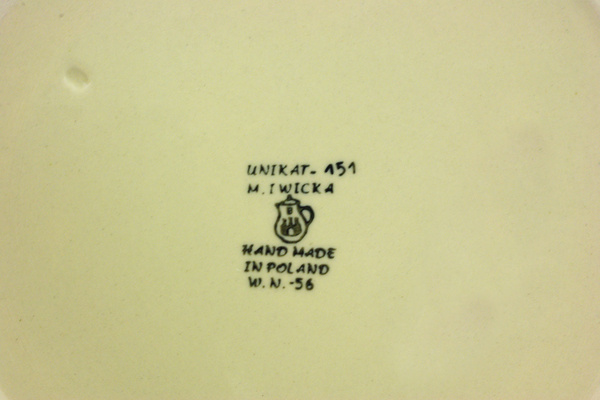 UNIKAT- 151
M. IWICKA
HAND MADE
IN POLAND
W. N. -56